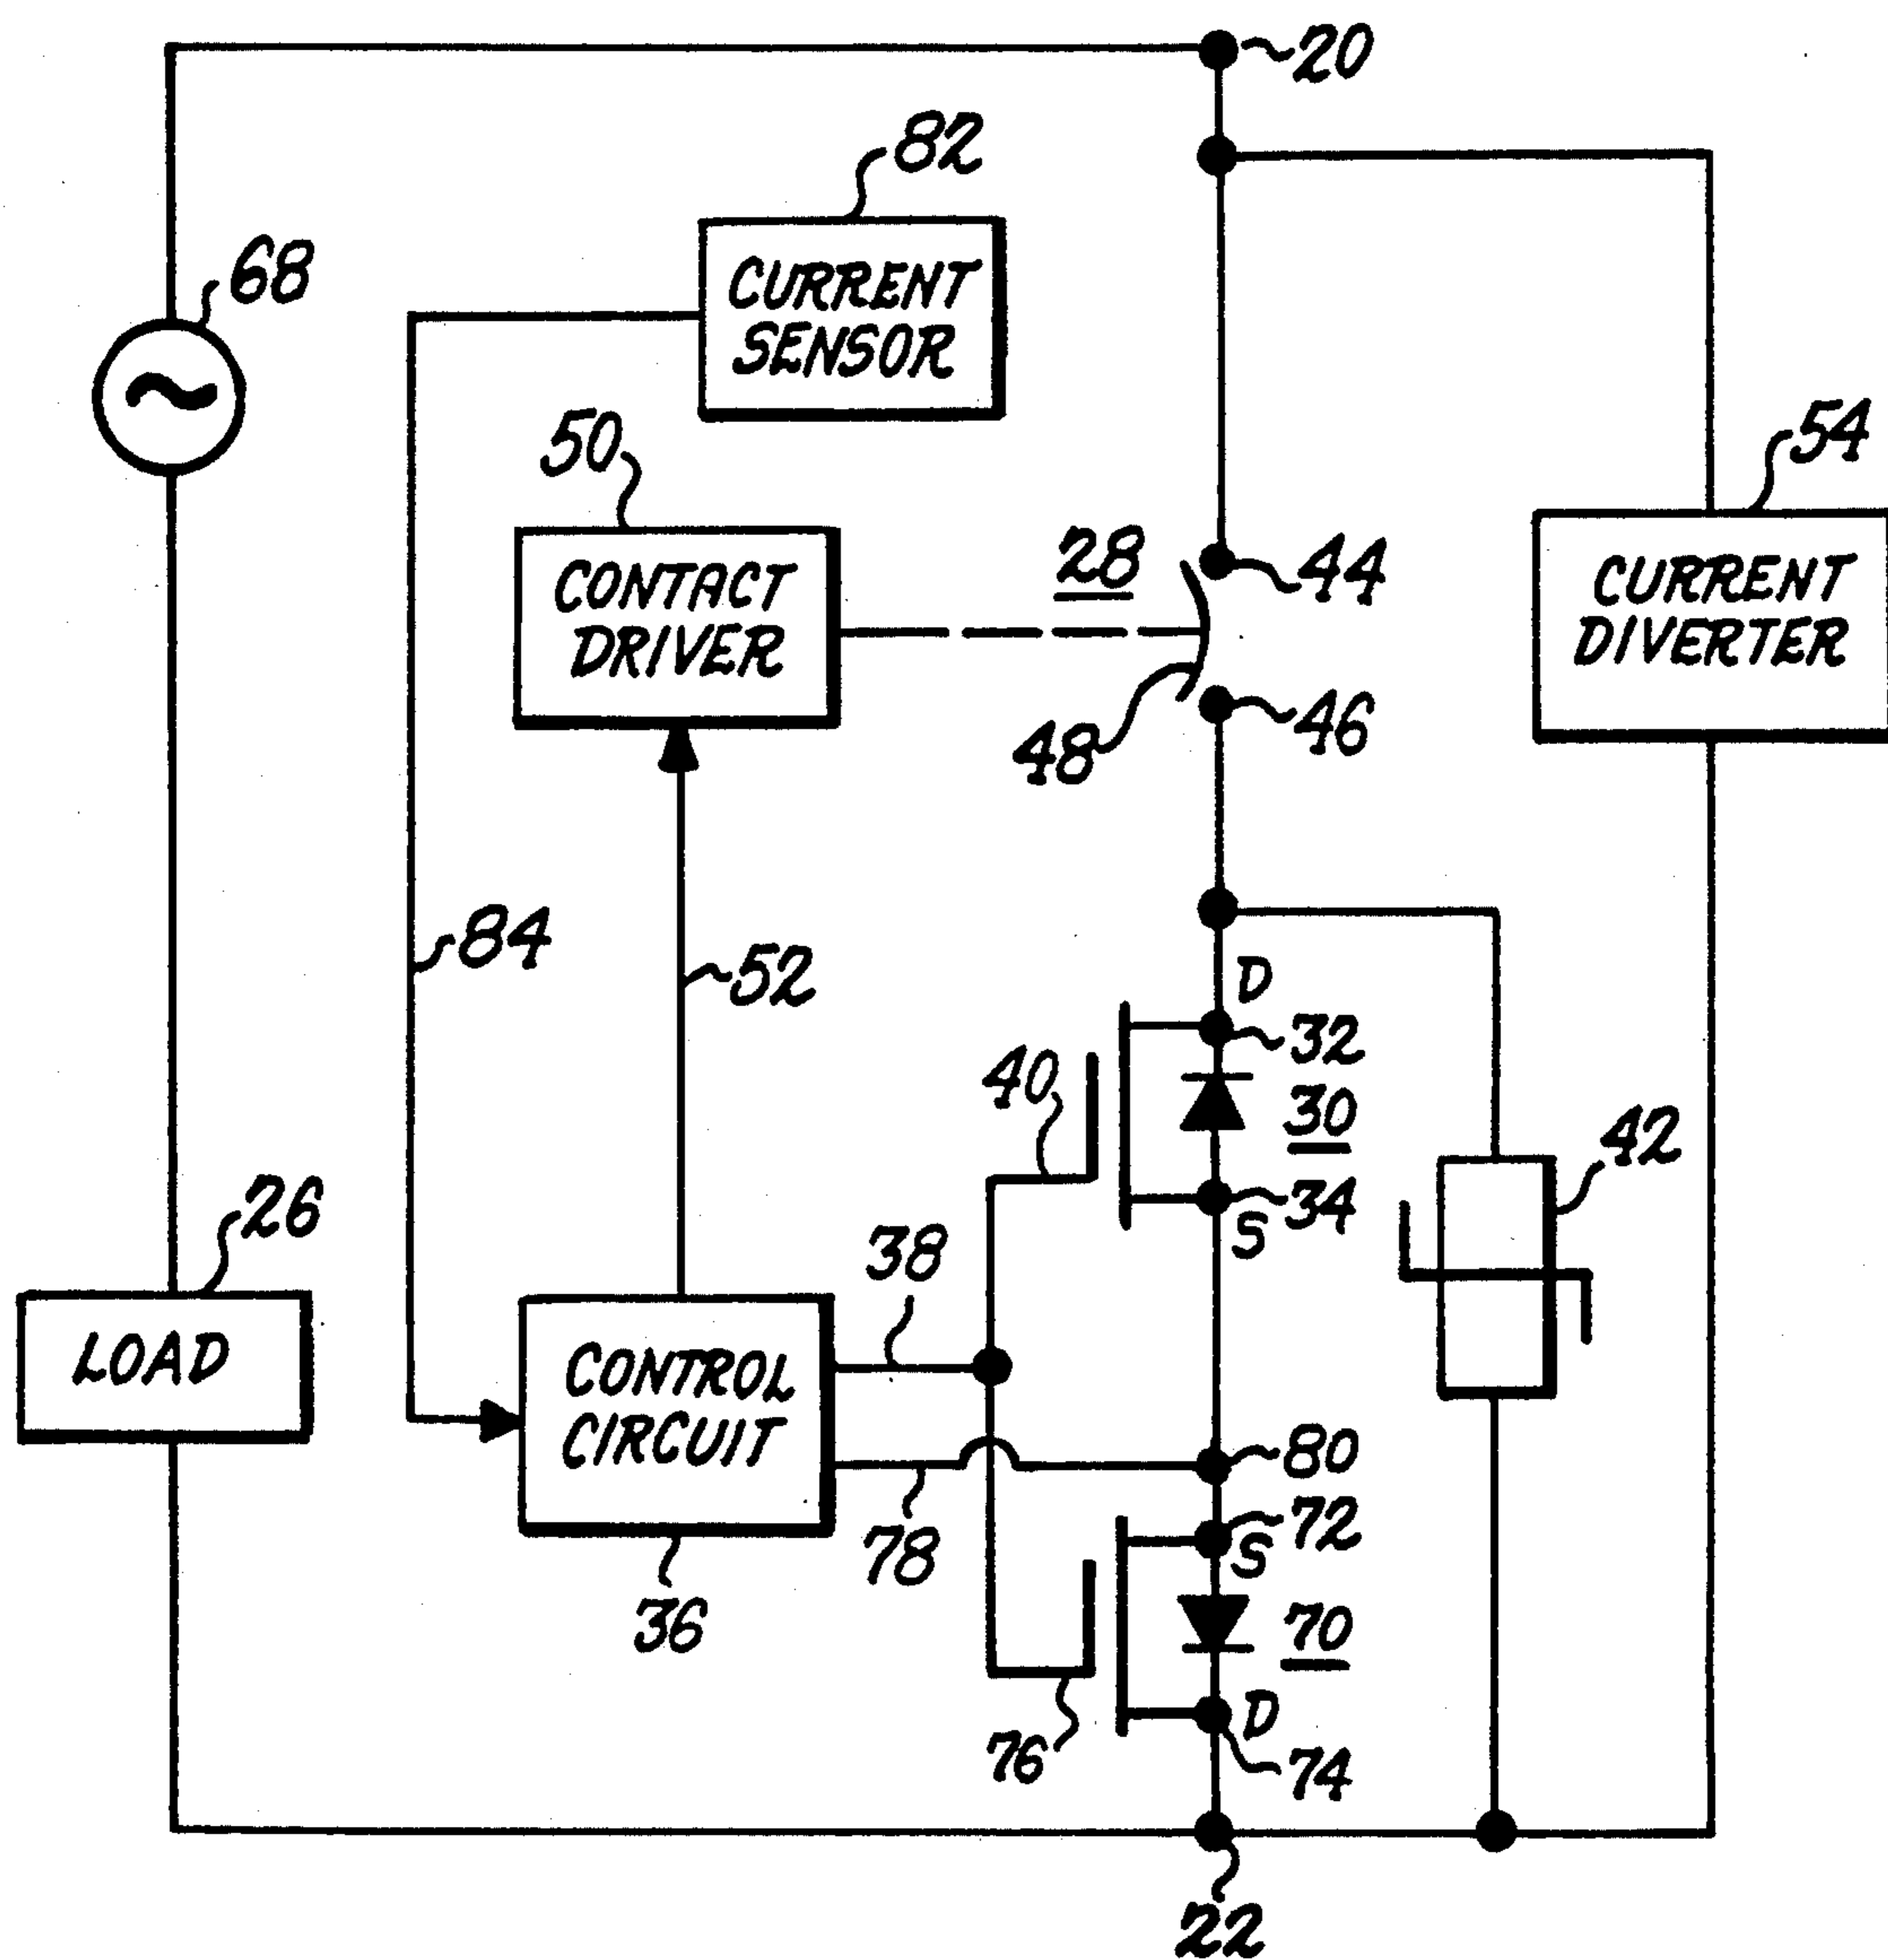 20
82
68
CURRENT
SENSOR
54
50
28
44
CONTACT
DRIVER
CURRENT
DIVERTER
48
46
84
52
D
32
40
30
42
34
S
26
38
LOAD
CONTROL
CIRCUIT
80
72
S
78
36
70
D
76
74
22